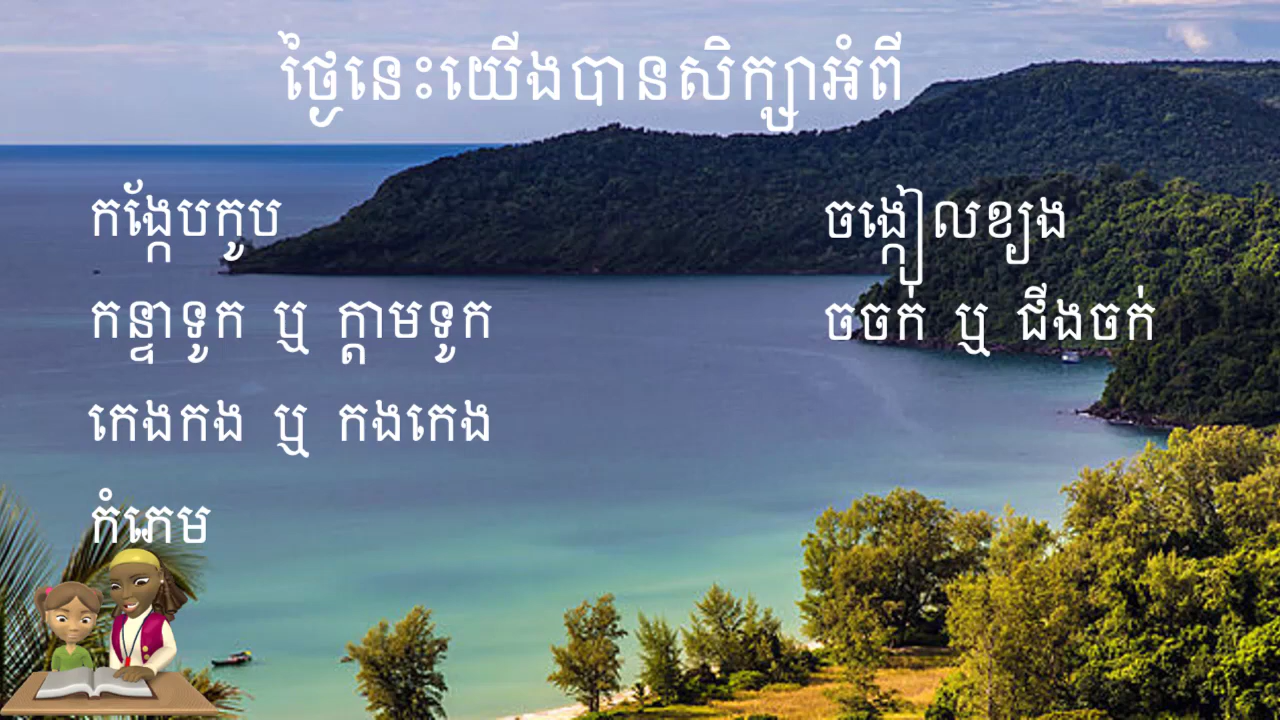 ថ្ងៃនេះយើងបានសិក្សាអំពី
កង្កែបកូប
កន្ទាទូក ឬ ក្ដាមទូក
កេងកង ឬ កងកេង
កំភេម
ចង្កៀលខ្យង
ចចក់ ឬ ជើងចក់